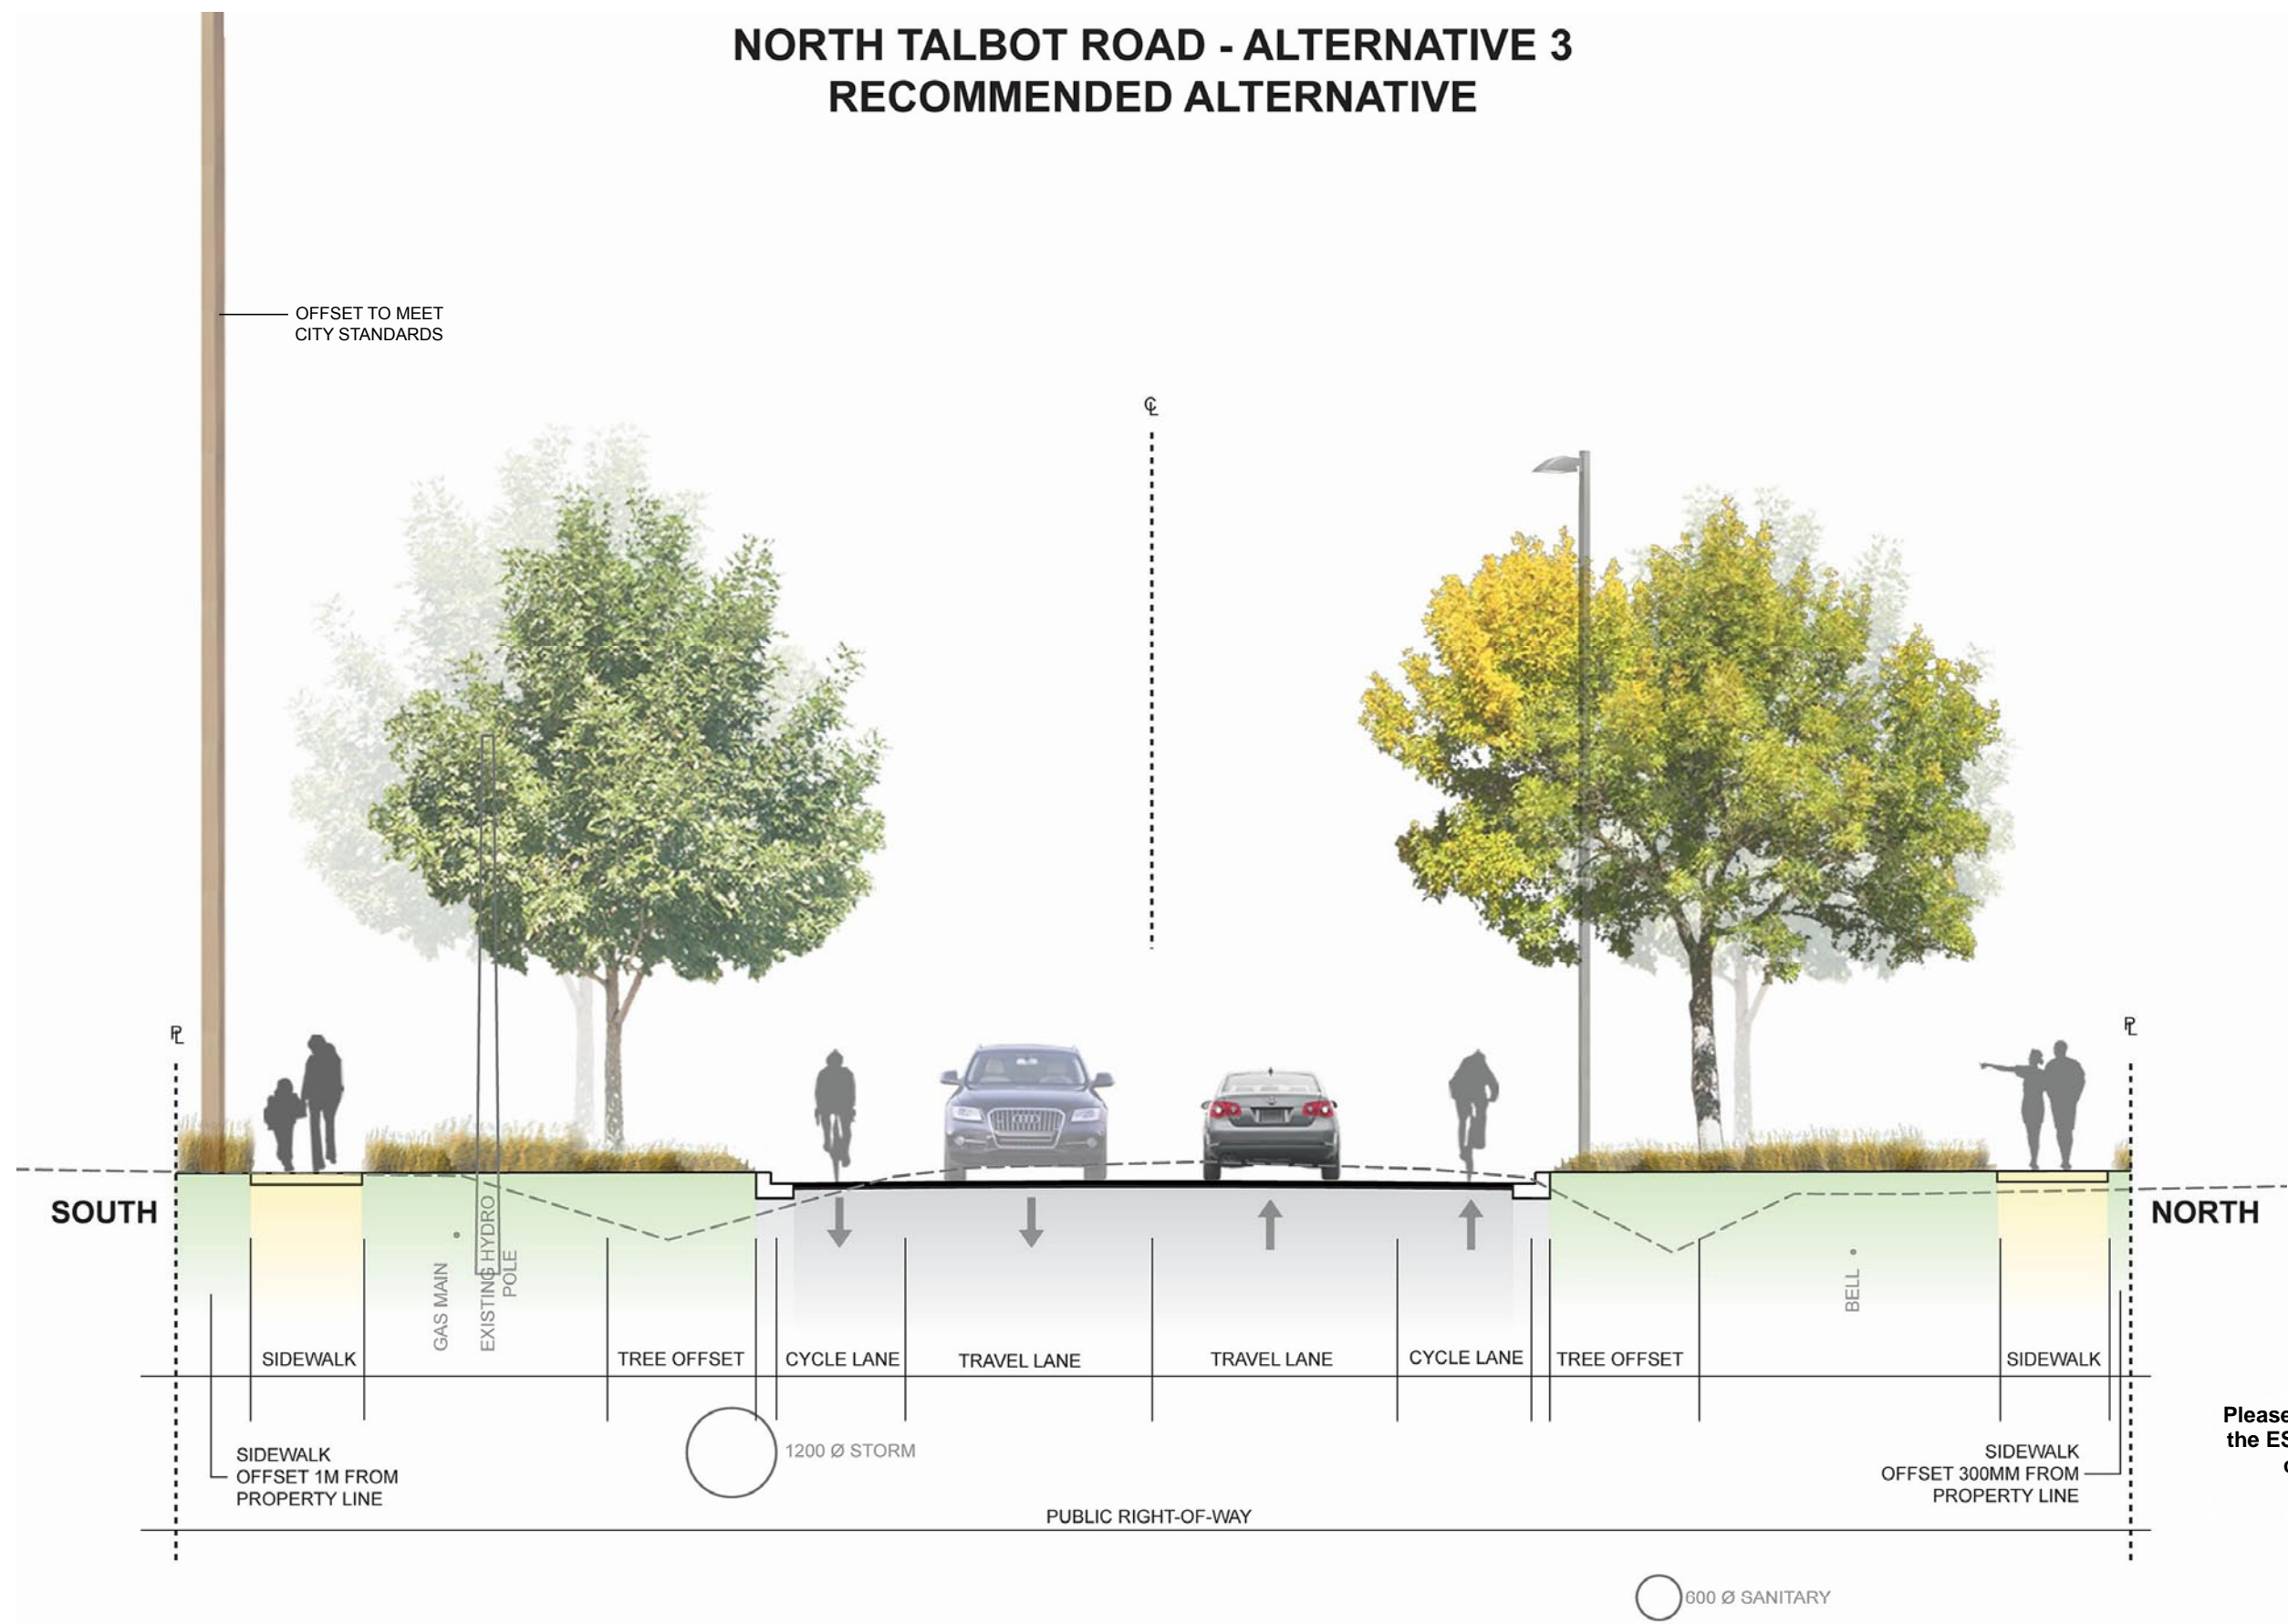 NORTH TALBOT ROAD - ALTERNATIVE 3
RECOMMENDED ALTERNATIVE
OFFSET TO MEET
CITY STANDARDS
℄
PL
PL
SOUTH
NORTH
GAS MAIN
EXISTING HYDRO
POLE
BELL
SIDEWALK
TREE OFFSET
CYCLE LANE
TRAVEL LANE
TRAVEL LANE
CYCLE LANE
TREE OFFSET
SIDEWALK
SIDEWALK
OFFSET 1M FROM
PROPERTY LINE
1200 Ø STORM
SIDEWALK
OFFSET 300MM FROM
PROPERTY LINE
Please
the
PUBLIC RIGHT-OF-WAY
600 Ø SANITARY